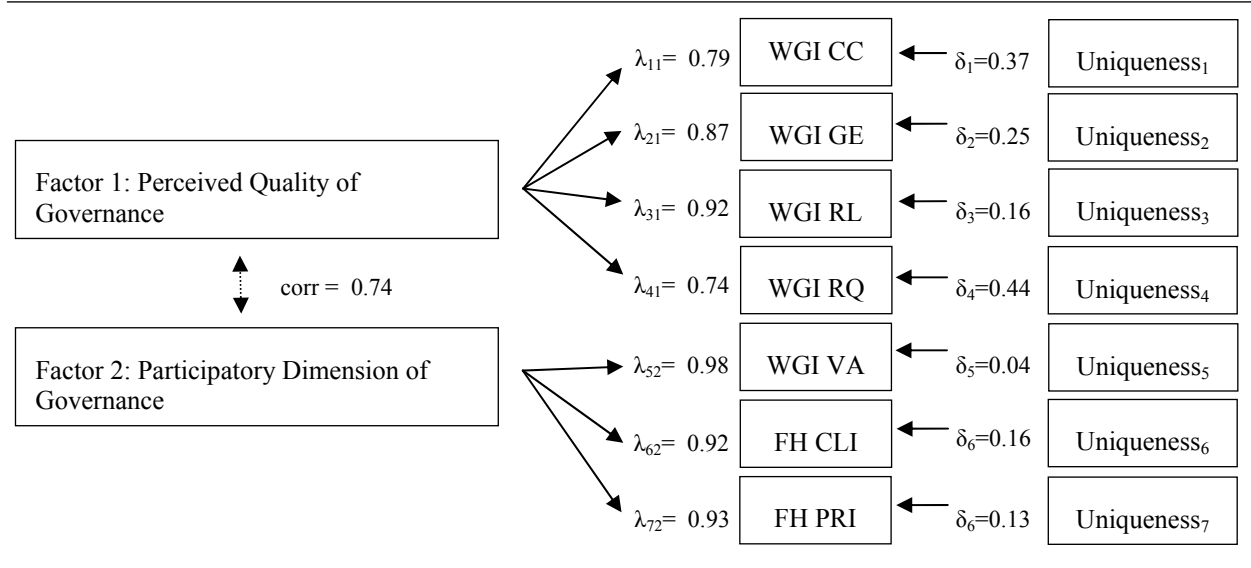 λ₁₁= 0.79 WGI CC δ₁=0.37 Uniqueness₁
λ₂₁= 0.87 WGI GE δ₂=0.25 Uniqueness₂
Factor 1: Perceived Quality of
Governance
λ₃₁= 0.92 WGI RL δ₃=0.16 Uniqueness₃
corr = 0.74
λ₄₁= 0.74 WGI RQ δ₄=0.44 Uniqueness₄
Factor 2: Participatory Dimension of
Governance
λ₅₂= 0.98 WGI VA δ₅=0.04 Uniqueness₅
λ₆₂= 0.92 FH CLI δ₆=0.16 Uniqueness₆
λ₇₂= 0.93 FH PRI δ₆=0.13 Uniqueness₇